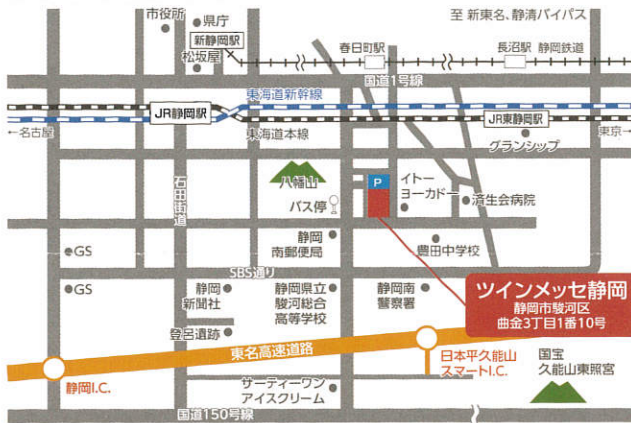 市役所
県庁
至 新東名、静清バイパス
新静岡駅
松坂屋
春日町駅
長沼駅
静岡鉄道
国道1号線
東海道新幹線
JR静岡駅
JR東静岡駅
←名古屋
東海道本線
東京→
グランシップ
石田街道
八幡山
P
イトー
ヨーカドー
バス停
済生会病院
静岡
南郵便局
豊田中学校
GS
SBS通り
GS
静岡
新聞社
静岡県立
駿河総合
高等学校
静岡南
警察署
ツインメッセ静岡
静岡市駿河区
曲金3丁目1番10号
登呂遺跡
東名高速道路
日本平久能山
スマートI.C.
国宝
久能山東照宮
静岡I.C.
サーティーワン
アイスクリーム
国道150号線